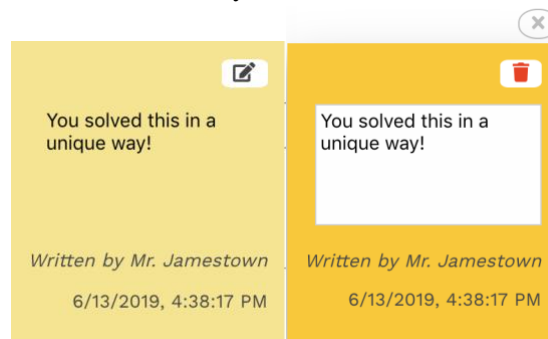 You solved this in a
unique way!
Written by Mr. Jamestown
6/13/2019, 4:38:17 PM
You solved this in a
unique way!
Written by Mr. Jamestown
6/13/2019, 4:38:17 PM